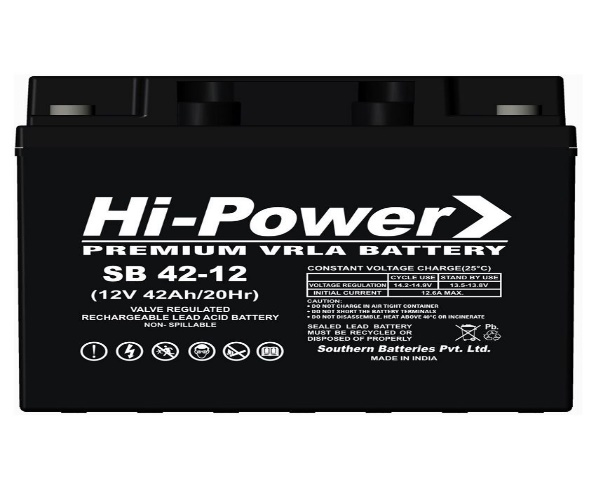 Hi-Power
PREMIUM VRLA BATTERY
SB 42-12
(12V 42Ah/20Hr)
VALVE REGULATED
RECHARGEABLE LEAD ACID BATTERY
NON- SPILLABLE
CONSTANT VOLTAGE CHARGE(25°C)
CYCLE USE STAND BY USE
VOLTAGE REGULATION 14.2-14.9V 13.5-13.8V
INITIAL CURRENT 12.6A MAX.
CAUTION:
• DO NOT CHARGE IN AIR TIGHT CONTAINER
• DO NOT SHORT THE BATTERY TERMINALS
• DO NOT DISASSEMBLE, HEAT ABOVE 40°C OR INCINERATE
SEALED LEAD BATTERY
MUST BE RECYCLED OR
DISPOSED OF PROPERLY
Pb.
Southern Batteries Pvt. Ltd.
MADE IN INDIA